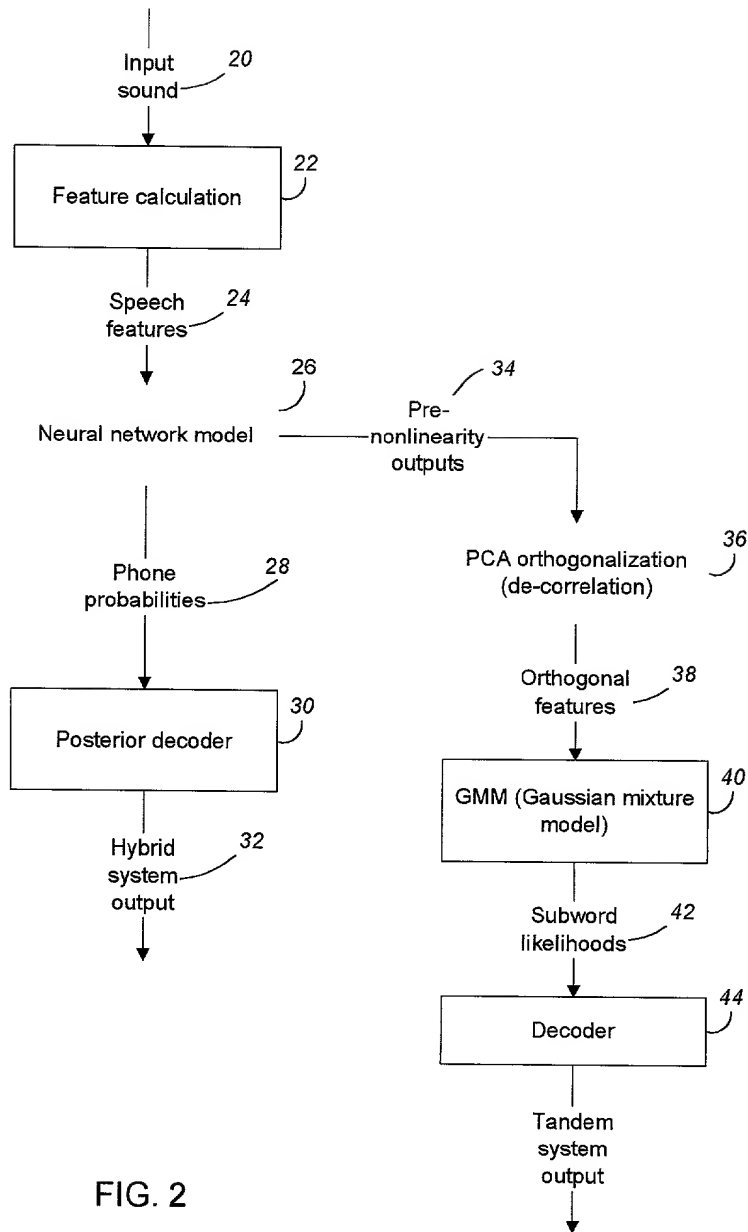 Input
sound
20
Feature calculation
22
Speech
features
24
Neural network model
26
Pre-
nonlinearity
outputs
34
PCA orthogonalization
(de-correlation)
36
Phone
probabilities
28
Orthogonal
features
38
Posterior decoder
30
GMM (Gaussian mixture
model)
40
Hybrid
system
output
32
Subword
likelihoods
42
Decoder
44
Tandem
system
output
FIG. 2